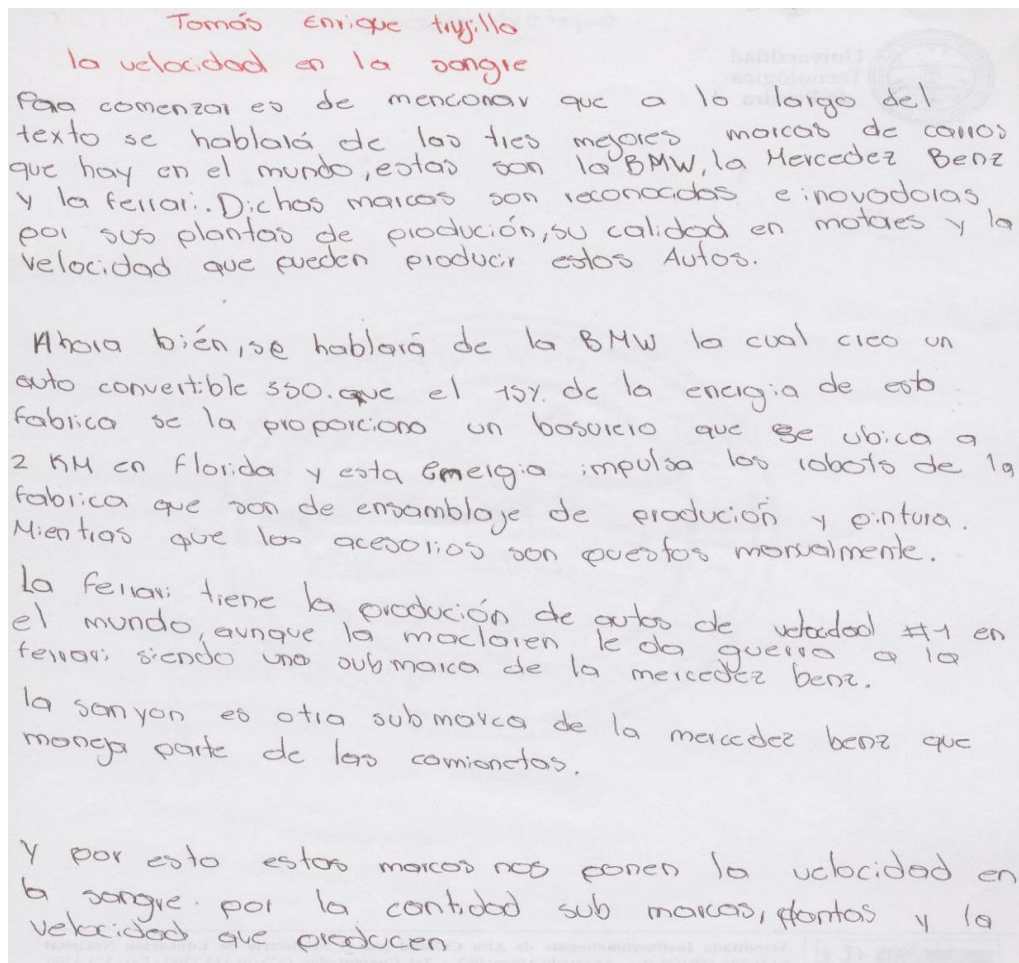 Tomás Enrique trujillo
la velocidad en la sangre
Para comenzar es de mencionar que a lo largo del
texto se hablará de las tres mejores marcas de carros
que hay en el mundo, estas son la BMW, la Mercedez Benz
y la ferrari. Dichas marcas son reconocidas e inovadoras
por sus plantas de produción, su calidad en motores y la
velocidad que pueden producir estos Autos.
Ahora bién, se hablará de la BMW la cual creo un
auto convertible 550. que el 15% de la energia de esta
fabrica se la proporciona un basurero que se ubica a
2 KM en Florida y esta emergia impulsa los robots de la
fabrica que son de ensamblaje de produción y pintura.
Mientras que los acesorios son puestos manualmente.
La ferrari tiene la produción de autos de velocidad #1 en
el mundo, aunque la maclaren le da guerra a la
ferrari siendo una submarca de la mercedez benz.
la sanyon es otra submarca de la mercedez benz que
maneja parte de las camionetas.
Y por esto estas marcas nos ponen la velocidad en
la sangre. por la cantidad sub marcas, plantas y la
velocidad que producen
Universidad
Tecnológica